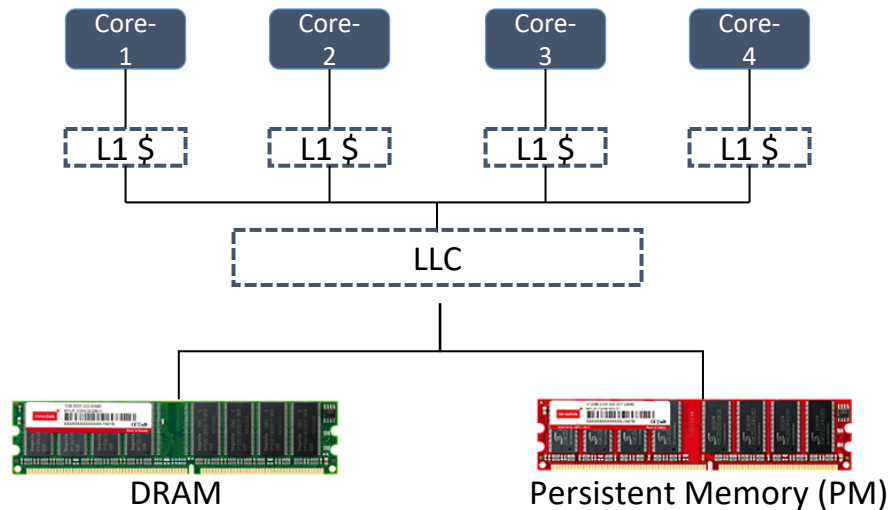 Core-
1
Core-
2
Core-
3
Core-
4
L1 $
L1 $
L1 $
L1 $
LLC
DRAM
Persistent Memory (PM)